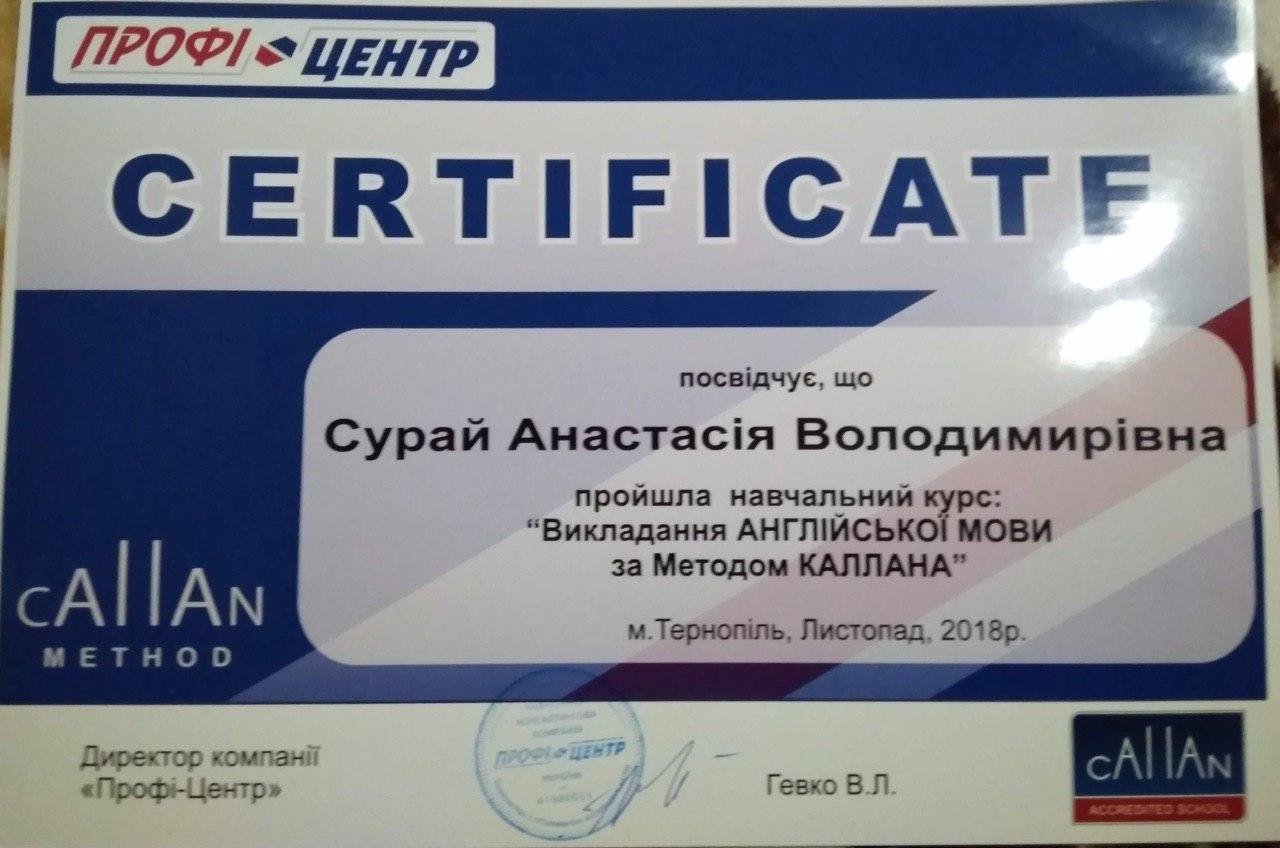 ПРОФІ ЦЕНТР
CERTIFICATE
посвідчує, що
Сурай Анастасія Володимирівна
пройшла навчальний курс:
“Викладання АНГЛІЙСЬКОЇ МОВИ
за Методом КАЛЛАНА”
м.Тернопіль, Листопад, 2018р.
CALLAN
METHOD
Директор компанії
«Профі-Центр»
ПРОФІ ЦЕНТР
Гевко В.Л.
CALLAN
ACCREDITED SCHOOL